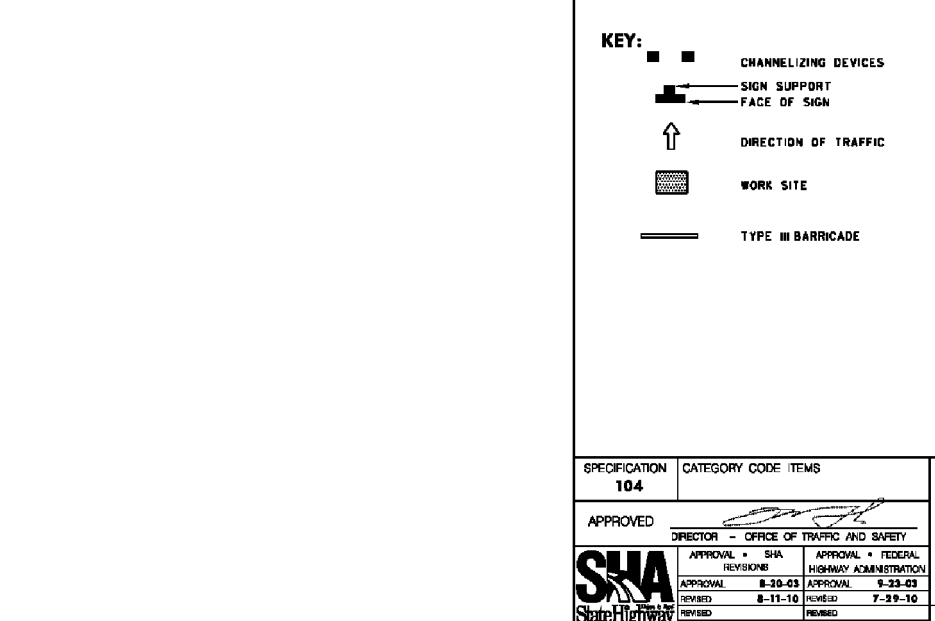 KEY:
CHANNELIZING DEVICES
SIGN SUPPORT
FACE OF SIGN
DIRECTION OF TRAFFIC
WORK SITE
TYPE III BARRICADE
SPECIFICATION
104
CATEGORY CODE ITEMS
APPROVED
DIRECTOR - OFFICE OF TRAFFIC AND SAFETY
SHA
State Highway
APPROVAL • SHA
REVISIONS
APPROVAL • FEDERAL
HIGHWAY ADMINISTRATION
APPROVAL 8-20-03 APPROVAL 9-23-03
REVISED 8-11-10 REVISED 7-29-10
REVISED REVISED